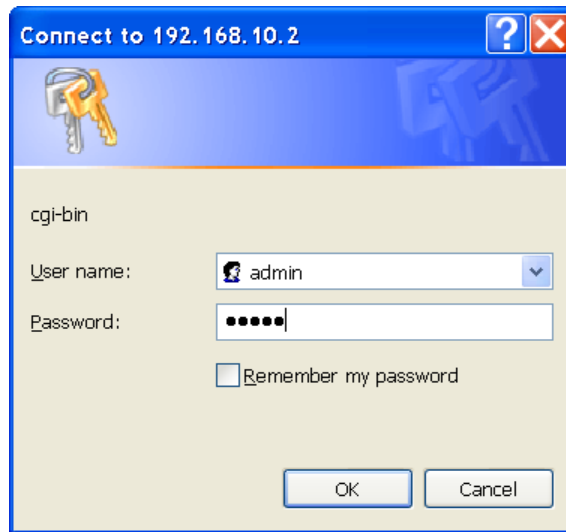 Connect to 192.168.10.2
cgi-bin
User name: admin
Password: •••••
Remember my password
OK Cancel